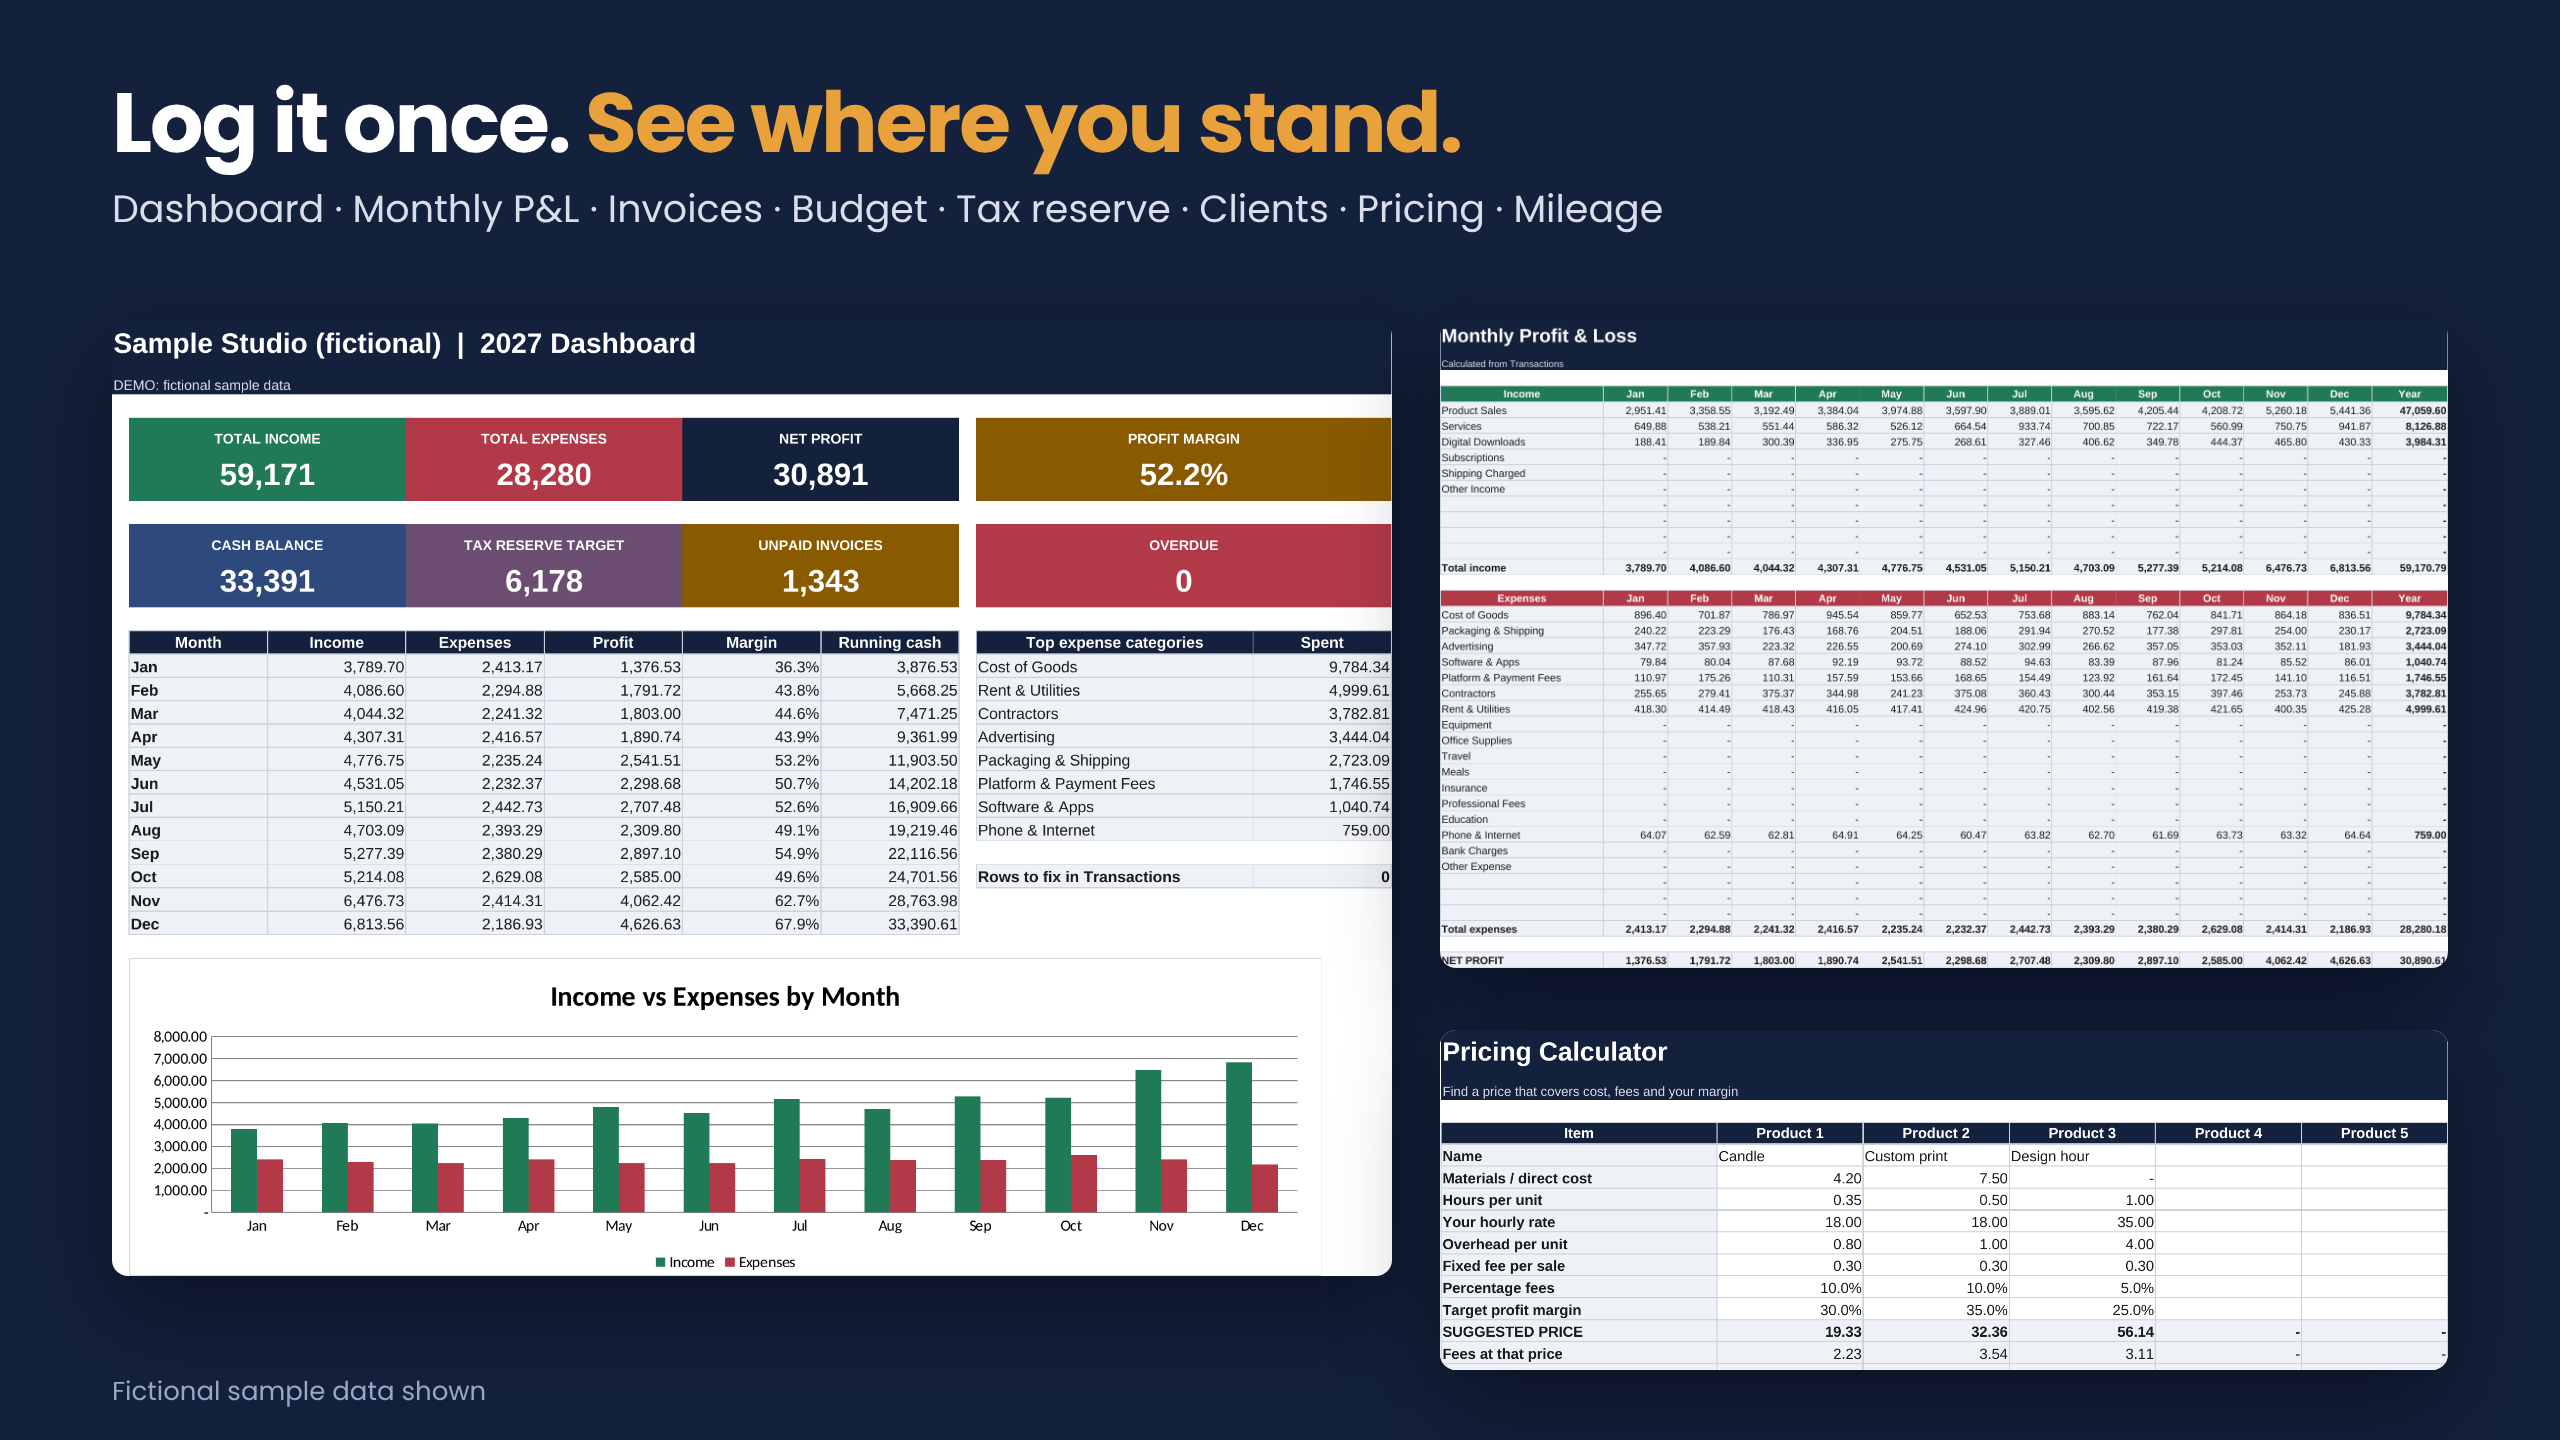 Log it once. See where you stand.
Dashboard · Monthly P&L · Invoices · Budget · Tax reserve · Clients · Pricing · Mileage
Sample Studio (fictional) | 2027 Dashboard
DEMO: fictional sample data
TOTAL INCOME TOTAL EXPENSES NET PROFIT PROFIT MARGIN
59,171 28,280 30,891 52.2%
CASH BALANCE TAX RESERVE TARGET UNPAID INVOICES OVERDUE
33,391 6,178 1,343 0
Month Income Expenses Profit Margin Running cash
Jan 3,789.70 2,413.17 1,376.53 36.3% 3,876.53
Feb 4,086.60 2,294.88 1,791.72 43.8% 5,668.25
Mar 4,044.32 2,241.32 1,803.00 44.6% 7,471.25
Apr 4,307.31 2,416.57 1,890.74 43.9% 9,361.99
May 4,776.75 2,235.24 2,541.51 53.2% 11,903.50
Jun 4,531.05 2,232.37 2,298.68 50.7% 14,202.18
Jul 5,150.21 2,442.73 2,707.48 52.6% 16,909.66
Aug 4,703.09 2,393.29 2,309.80 49.1% 19,219.46
Sep 5,277.39 2,380.29 2,897.10 54.9% 22,116.56
Oct 5,214.08 2,629.08 2,585.00 49.6% 24,701.56
Nov 6,476.73 2,414.31 4,062.42 62.7% 28,763.98
Dec 6,813.56 2,186.93 4,626.63 67.9% 33,390.61
Top expense categories Spent
Cost of Goods 9,784.34
Rent & Utilities 4,999.61
Contractors 3,782.81
Advertising 3,444.04
Packaging & Shipping 2,723.09
Platform & Payment Fees 1,746.55
Software & Apps 1,040.74
Phone & Internet 759.00
Rows to fix in Transactions 0
Income vs Expenses by Month
8,000.00
7,000.00
6,000.00
5,000.00
4,000.00
3,000.00
2,000.00
1,000.00
-
Jan Feb Mar Apr May Jun Jul Aug Sep Oct Nov Dec
Income Expenses
Monthly Profit & Loss
Calculated from Transactions
Income Jan Feb Mar Apr May Jun Jul Aug Sep Oct Nov Dec Year
Product Sales 2,951.41 3,358.55 3,192.49 3,384.04 3,974.88 3,597.90 3,889.01 3,595.62 4,205.44 4,208.72 5,260.18 5,441.36 47,059.60
Services 649.88 538.21 551.44 586.32 526.12 664.54 933.74 700.85 722.17 560.99 750.75 941.87 8,126.88
Digital Downloads 188.41 189.84 300.39 336.95 275.75 268.61 327.46 406.62 349.78 444.37 465.80 430.33 3,984.31
Subscriptions - - - - - - - - - - - - -
Shipping Charged - - - - - - - - - - - - -
Other Income - - - - - - - - - - - - -
- - - - - - - - - - - - -
- - - - - - - - - - - - -
- - - - - - - - - - - - -
- - - - - - - - - - - - -
Total income 3,789.70 4,086.60 4,044.32 4,307.31 4,776.75 4,531.05 5,150.21 4,703.09 5,277.39 5,214.08 6,476.73 6,813.56 59,170.79
Expenses Jan Feb Mar Apr May Jun Jul Aug Sep Oct Nov Dec Year
Cost of Goods 896.40 701.87 786.97 945.54 859.77 652.53 753.68 883.14 762.04 841.71 864.18 836.51 9,784.34
Packaging & Shipping 240.22 223.29 176.43 168.76 204.51 188.06 291.94 270.52 177.38 297.81 254.00 230.17 2,723.09
Advertising 347.72 357.93 223.32 226.55 200.69 274.10 302.99 266.62 357.05 353.03 352.11 181.93 3,444.04
Software & Apps 79.84 80.04 87.68 92.19 93.72 88.52 94.63 83.39 87.96 81.24 85.52 86.01 1,040.74
Platform & Payment Fees 110.97 175.26 110.31 157.59 153.66 168.65 154.49 123.92 161.64 172.45 141.10 116.51 1,746.55
Contractors 255.65 279.41 375.37 344.98 241.23 375.08 360.43 300.44 353.15 397.46 253.73 245.88 3,782.81
Rent & Utilities 418.30 414.49 418.43 416.05 417.41 424.96 420.75 402.56 419.38 421.65 400.35 425.28 4,999.61
Equipment - - - - - - - - - - - - -
Office Supplies - - - - - - - - - - - - -
Travel - - - - - - - - - - - - -
Meals - - - - - - - - - - - - -
Insurance - - - - - - - - - - - - -
Professional Fees - - - - - - - - - - - - -
Education - - - - - - - - - - - - -
Phone & Internet 64.07 62.59 62.81 64.91 64.25 60.47 63.82 62.70 61.69 63.73 63.32 64.64 759.00
Bank Charges - - - - - - - - - - - - -
Other Expense - - - - - - - - - - - - -
- - - - - - - - - - - - -
- - - - - - - - - - - - -
- - - - - - - - - - - - -
Total expenses 2,413.17 2,294.88 2,241.32 2,416.57 2,235.24 2,232.37 2,442.73 2,393.29 2,380.29 2,629.08 2,414.31 2,186.93 28,280.18
NET PROFIT 1,376.53 1,791.72 1,803.00 1,890.74 2,541.51 2,298.68 2,707.48 2,309.80 2,897.10 2,585.00 4,062.42 4,626.63 30,890.61
Pricing Calculator
Find a price that covers cost, fees and your margin
Item Product 1 Product 2 Product 3 Product 4 Product 5
Name Candle Custom print Design hour
Materials / direct cost 4.20 7.50 -
Hours per unit 0.35 0.50 1.00
Your hourly rate 18.00 18.00 35.00
Overhead per unit 0.80 1.00 4.00
Fixed fee per sale 0.30 0.30 0.30
Percentage fees 10.0% 10.0% 5.0%
Target profit margin 30.0% 35.0% 25.0%
SUGGESTED PRICE 19.33 32.36 56.14 - -
Fees at that price 2.23 3.54 3.11 - -
Fictional sample data shown